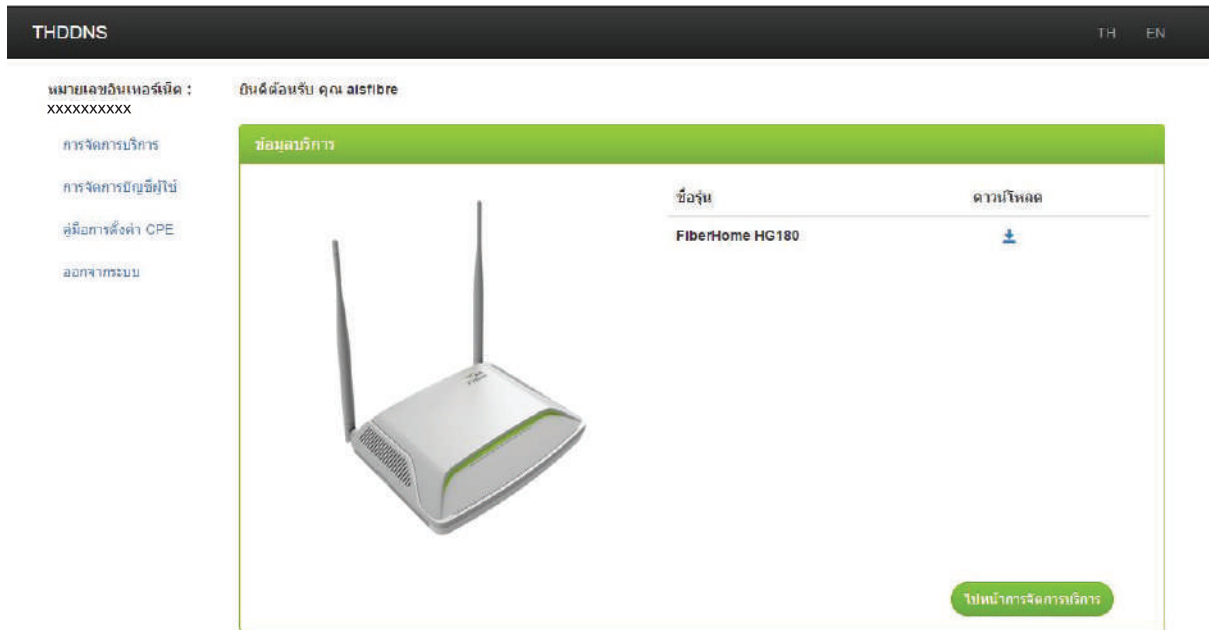 THDDNS
TH EN
หมายเลขอินเทอร์เน็ต :
xxxxxxxxxx
ยินดีต้อนรับ คุณ aisfibre
การจัดการบริการ
การจัดการบัญชีผู้ใช้
คู่มือการตั้งค่า CPE
ออกจากระบบ
ข้อมูลบริการ
ชื่อรุ่น ดาวน์โหลด
FiberHome HG180
ไปหน้าการจัดการบริการ